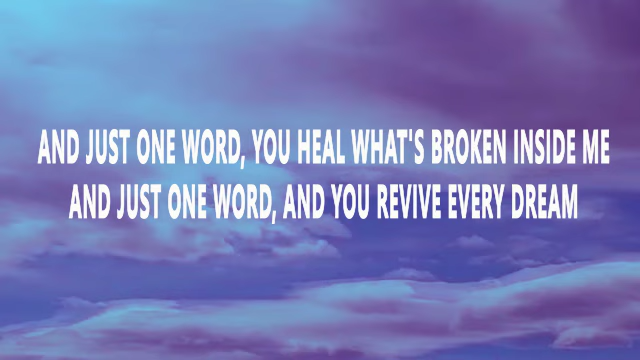 AND JUST ONE WORD, YOU HEAL WHAT'S BROKEN INSIDE ME
AND JUST ONE WORD, AND YOU REVIVE EVERY DREAM